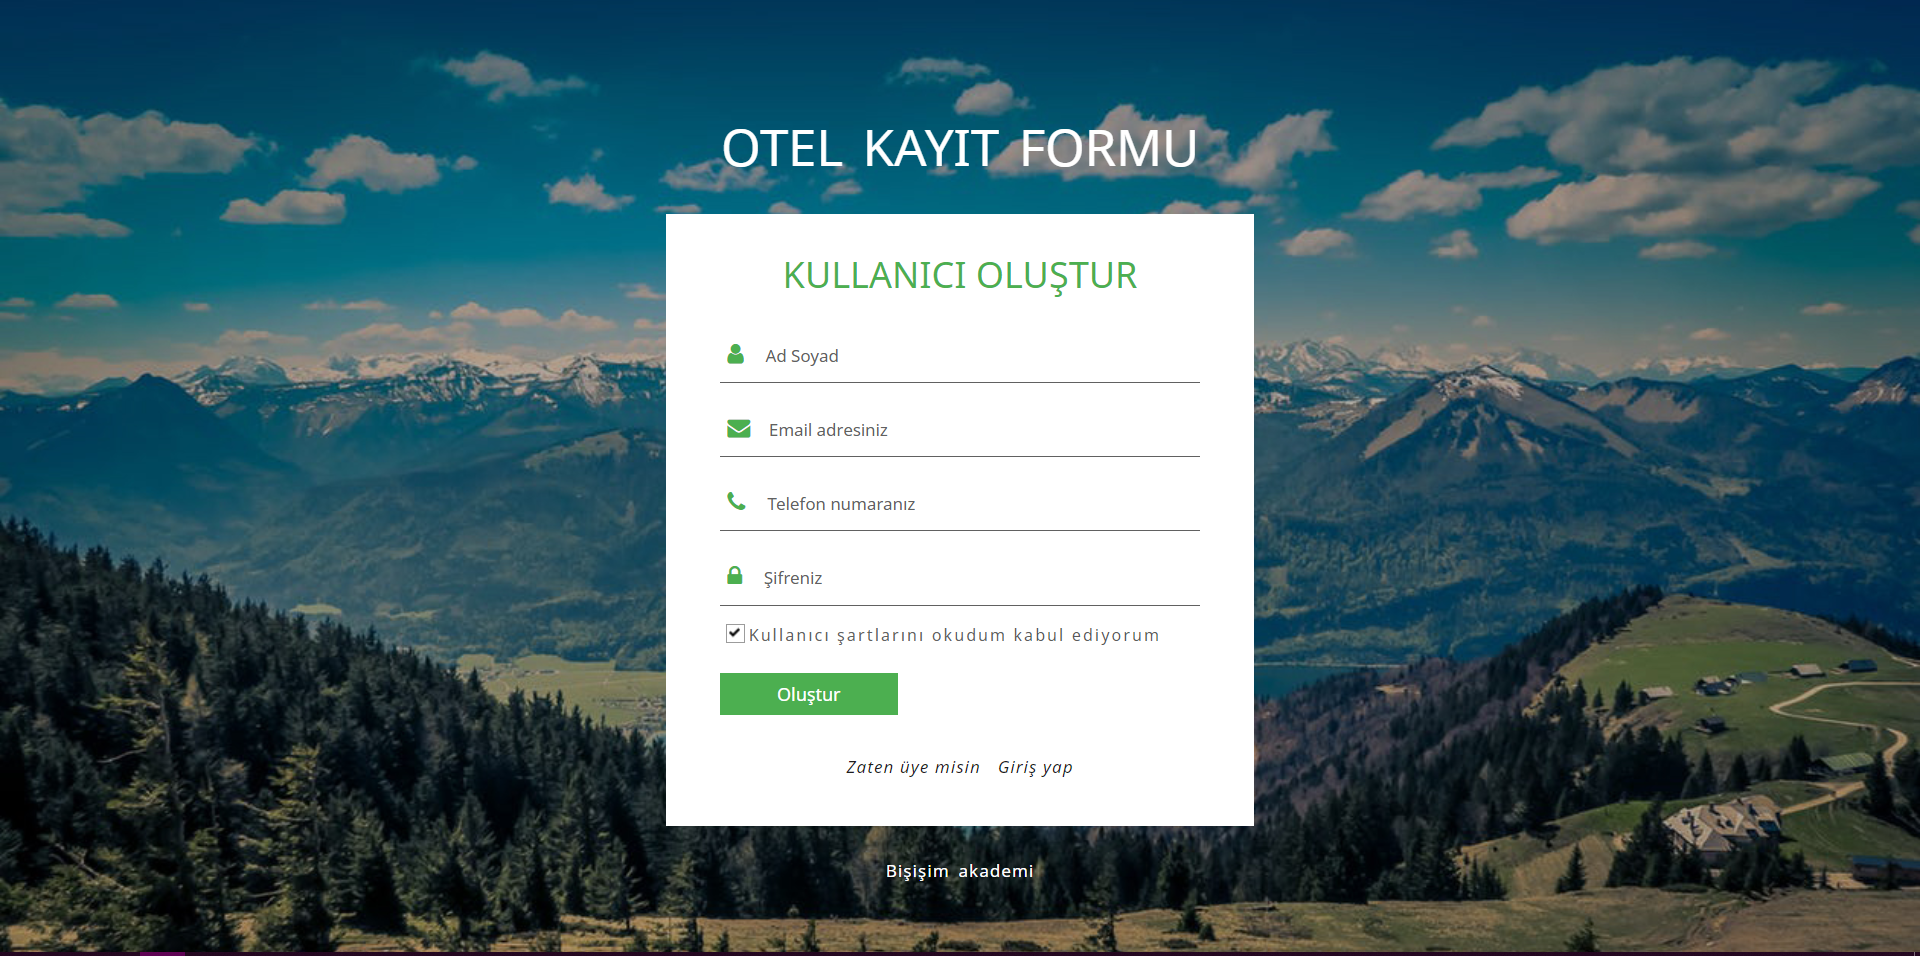 OTEL KAYIT FORMU
KULLANICI OLUŞTUR
Ad Soyad
Email adresiniz
Telefon numaranız
Şifreniz
Kullanıcı şartlarını okudum kabul ediyorum
Oluştur
Zaten üye misin Giriş yap
Bişişim akademi